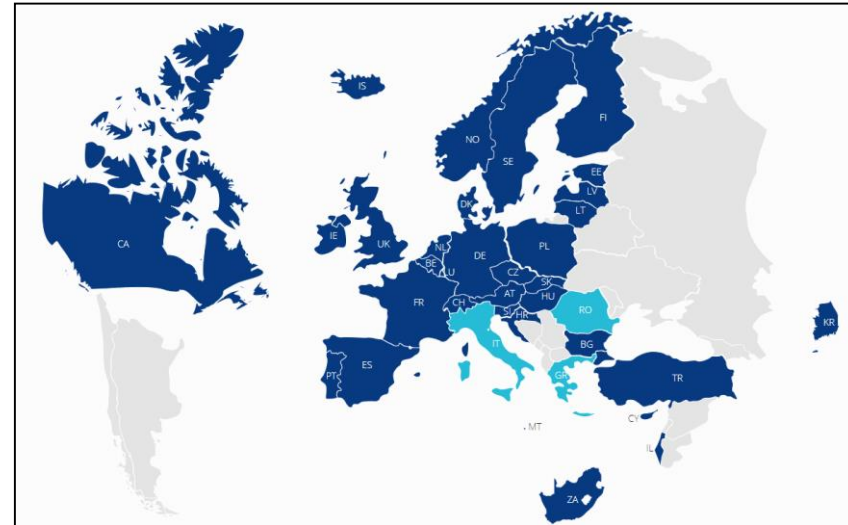 IS
FI
NO
SE
EE
LV
DK
LT
CA
IE
UK
NL
DE
PL
BE
LU
CZ
SK
FR
CH
AT
HU
SI
HR
RO
IT
BG
PT
ES
GR
TR
KR
CY
MT
IL
ZA